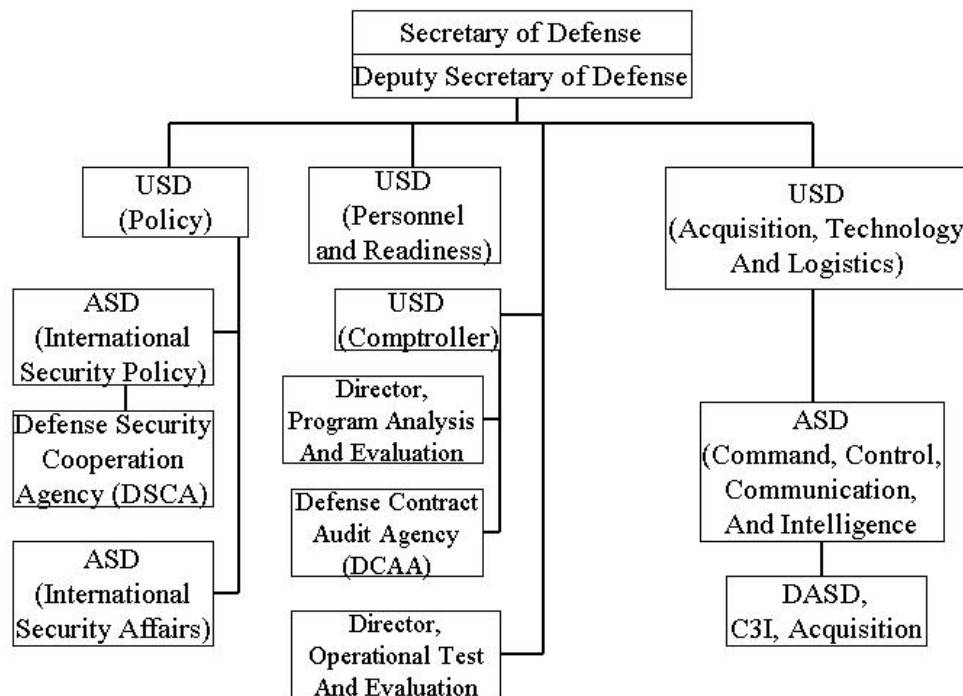 Secretary of Defense
Deputy Secretary of Defense
USD
(Policy)
USD
(Personnel
and Readiness)
USD
(Acquisition, Technology
And Logistics)
ASD
(International
Security Policy)
USD
(Comptroller)
Defense Security
Cooperation
Agency (DSCA)
Director,
Program Analysis
And Evaluation
ASD
(Command, Control,
Communication,
And Intelligence
Defense Contract
Audit Agency
(DCAA)
ASD
(International
Security Affairs)
DASD,
C3I, Acquisition
Director,
Operational Test
And Evaluation